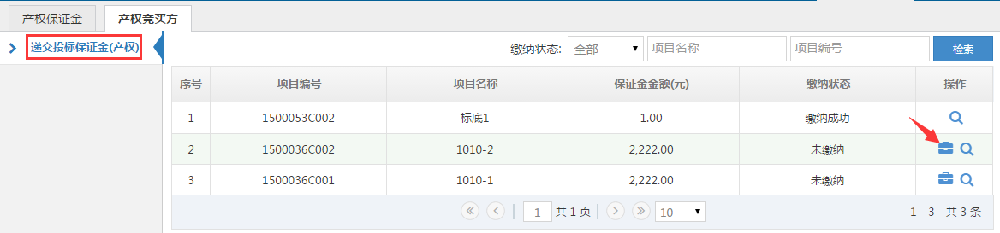 产权保证金 产权竞买方
递交投标保证金(产权)
缴纳状态: 全部 项目名称 项目编号 检索
序号 项目编号 项目名称 保证金金额(元) 缴纳状态 操作
1 1500053C002 标底1 1.00 缴纳成功
2 1500036C002 1010-2 2,222.00 未缴纳
3 1500036C001 1010-1 2,222.00 未缴纳
1 共 1 页 10 1 - 3 共 3 条